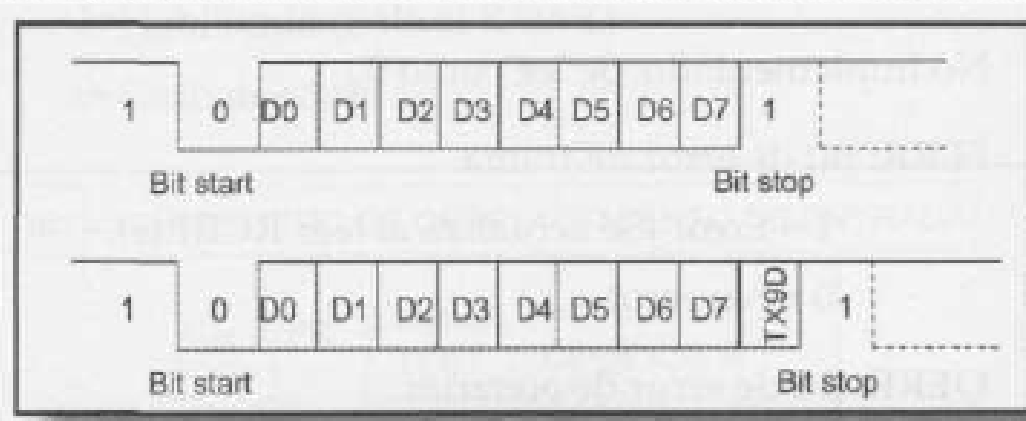 1 0 D0 D1 D2 D3 D4 D5 D6 D7 1
Bit start Bit stop
1 0 D0 D1 D2 D3 D4 D5 D6 D7 TX9D 1
Bit start Bit stop